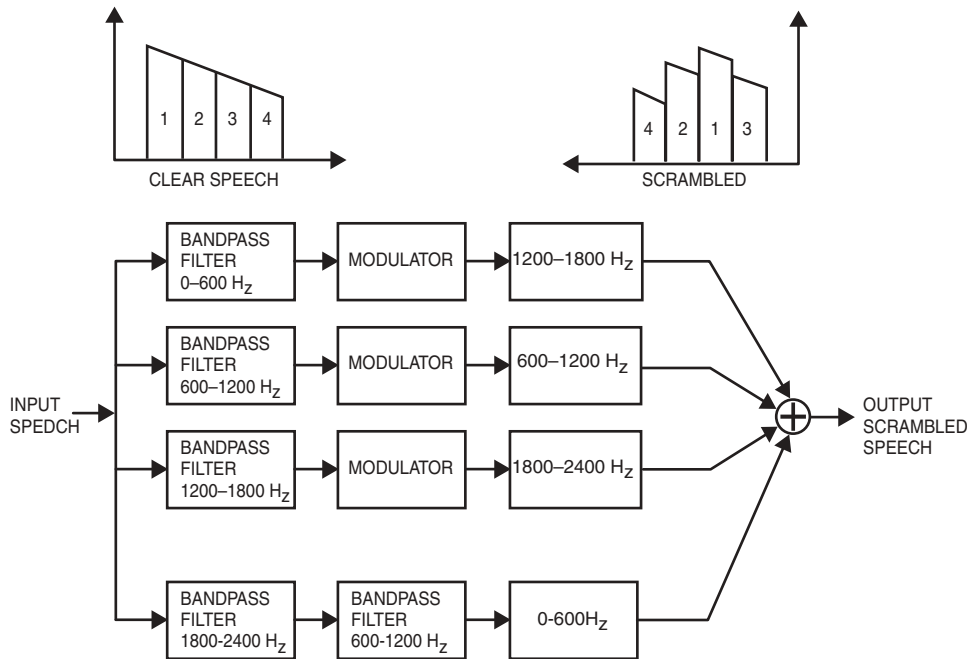 1 2 3 4
CLEAR SPEECH
4 2 1 3
SCRAMBLED
BANDPASS
FILTER
0–600 Hz
MODULATOR
1200–1800 Hz
BANDPASS
FILTER
600–1200 Hz
MODULATOR
600–1200 Hz
INPUT
SPEDCH
BANDPASS
FILTER
1200–1800 Hz
MODULATOR
1800–2400 Hz
OUTPUT
SCRAMBLED
SPEECH
BANDPASS
FILTER
1800-2400 Hz
BANDPASS
FILTER
600-1200 Hz
0-600Hz